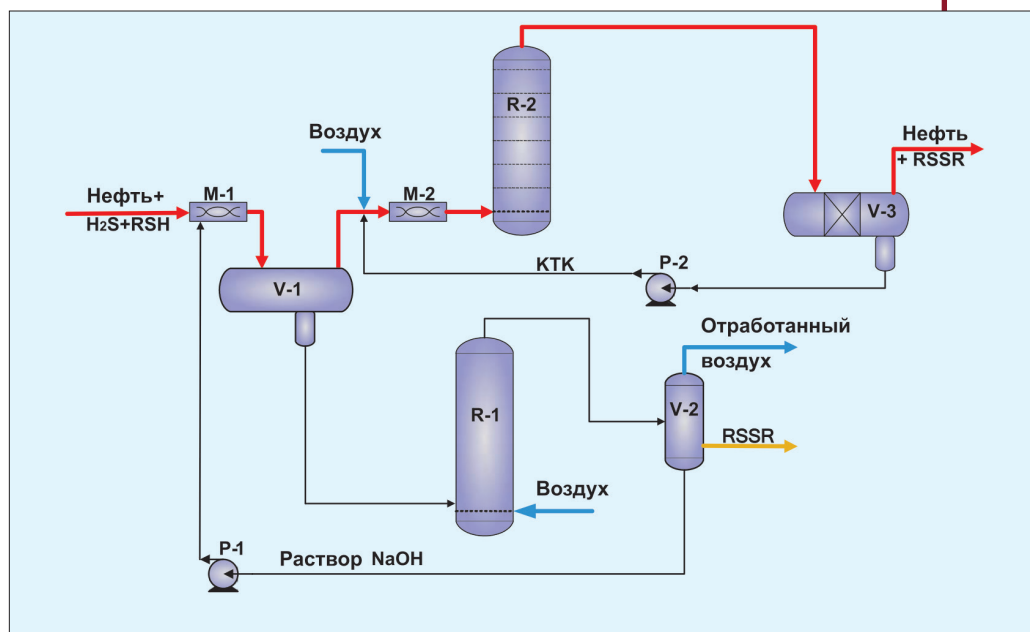 R-2
Воздух
Нефть
+ RSSR
Нефть+
H2S+RSH
M-1
M-2
V-3
КТК
P-2
V-1
Отработанный
воздух
R-1
V-2
RSSR
Воздух
P-1
Раствор NaOH